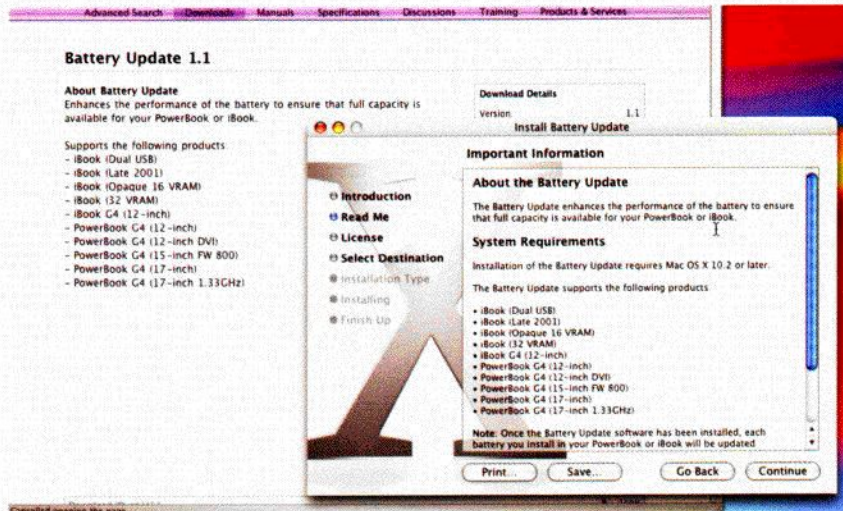 Advanced Search Downloads Manuals Specifications Discussions Training Products & Services
Battery Update 1.1
About Battery Update
Enhances the performance of the battery to ensure that full capacity is
available for your PowerBook or iBook.
Supports the following products
- iBook (Dual USB)
- iBook (Late 2001)
- iBook (Opaque 16 VRAM)
- iBook (32 VRAM)
- iBook G4 (12-inch)
- PowerBook G4 (12-inch)
- PowerBook G4 (12-inch DVI)
- PowerBook G4 (15-inch FW 800)
- PowerBook G4 (17-inch)
- PowerBook G4 (17-inch 1.33GHz)
Download Details
Version 1.1
Install Battery Update
Important Information
Introduction
Read Me
License
Select Destination
Installation Type
Installing
Finish Up
About the Battery Update
The Battery Update enhances the performance of the battery to ensure
that full capacity is available for your PowerBook or iBook.
System Requirements
Installation of the Battery Update requires Mac OS X 10.2 or later.
The Battery Update supports the following products
• iBook (Dual USB)
• iBook (Late 2001)
• iBook (Opaque 16 VRAM)
• iBook (32 VRAM)
• iBook G4 (12-inch)
• PowerBook G4 (12-inch)
• PowerBook G4 (12-inch DVI)
• PowerBook G4 (15-inch FW 800)
• PowerBook G4 (17-inch)
• PowerBook G4 (17-inch 1.33GHz)
Note: Once the Battery Update software has been installed, each
battery you install in your PowerBook or iBook will be updated
Print... Save... Go Back Continue